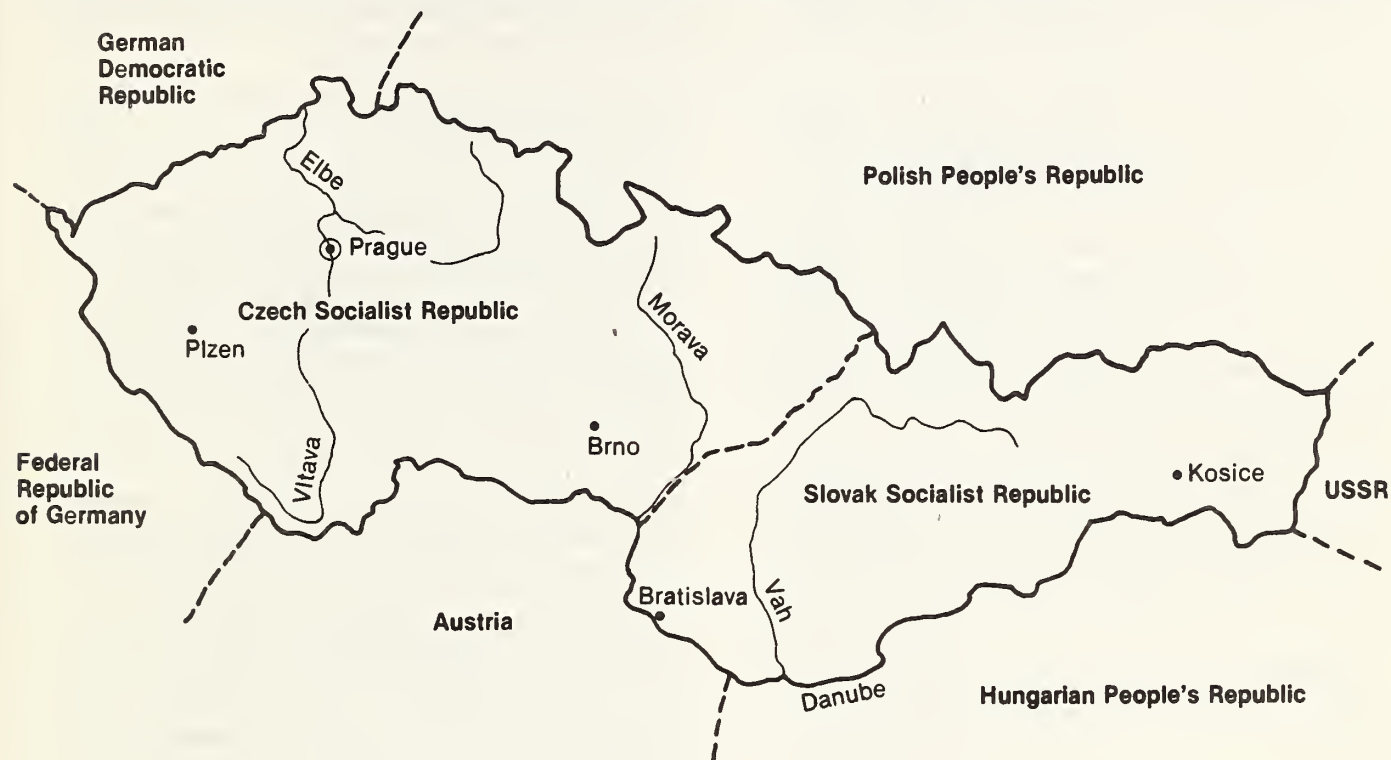 German
Democratic
Republic
Polish People's Republic
Elbe
Prague
Czech Socialist Republic
Plzen
Morava
Vltava
Brno
Federal
Republic
of Germany
Slovak Socialist Republic
Kosice
USSR
Bratislava
Vah
Austria
Danube
Hungarian People's Republic